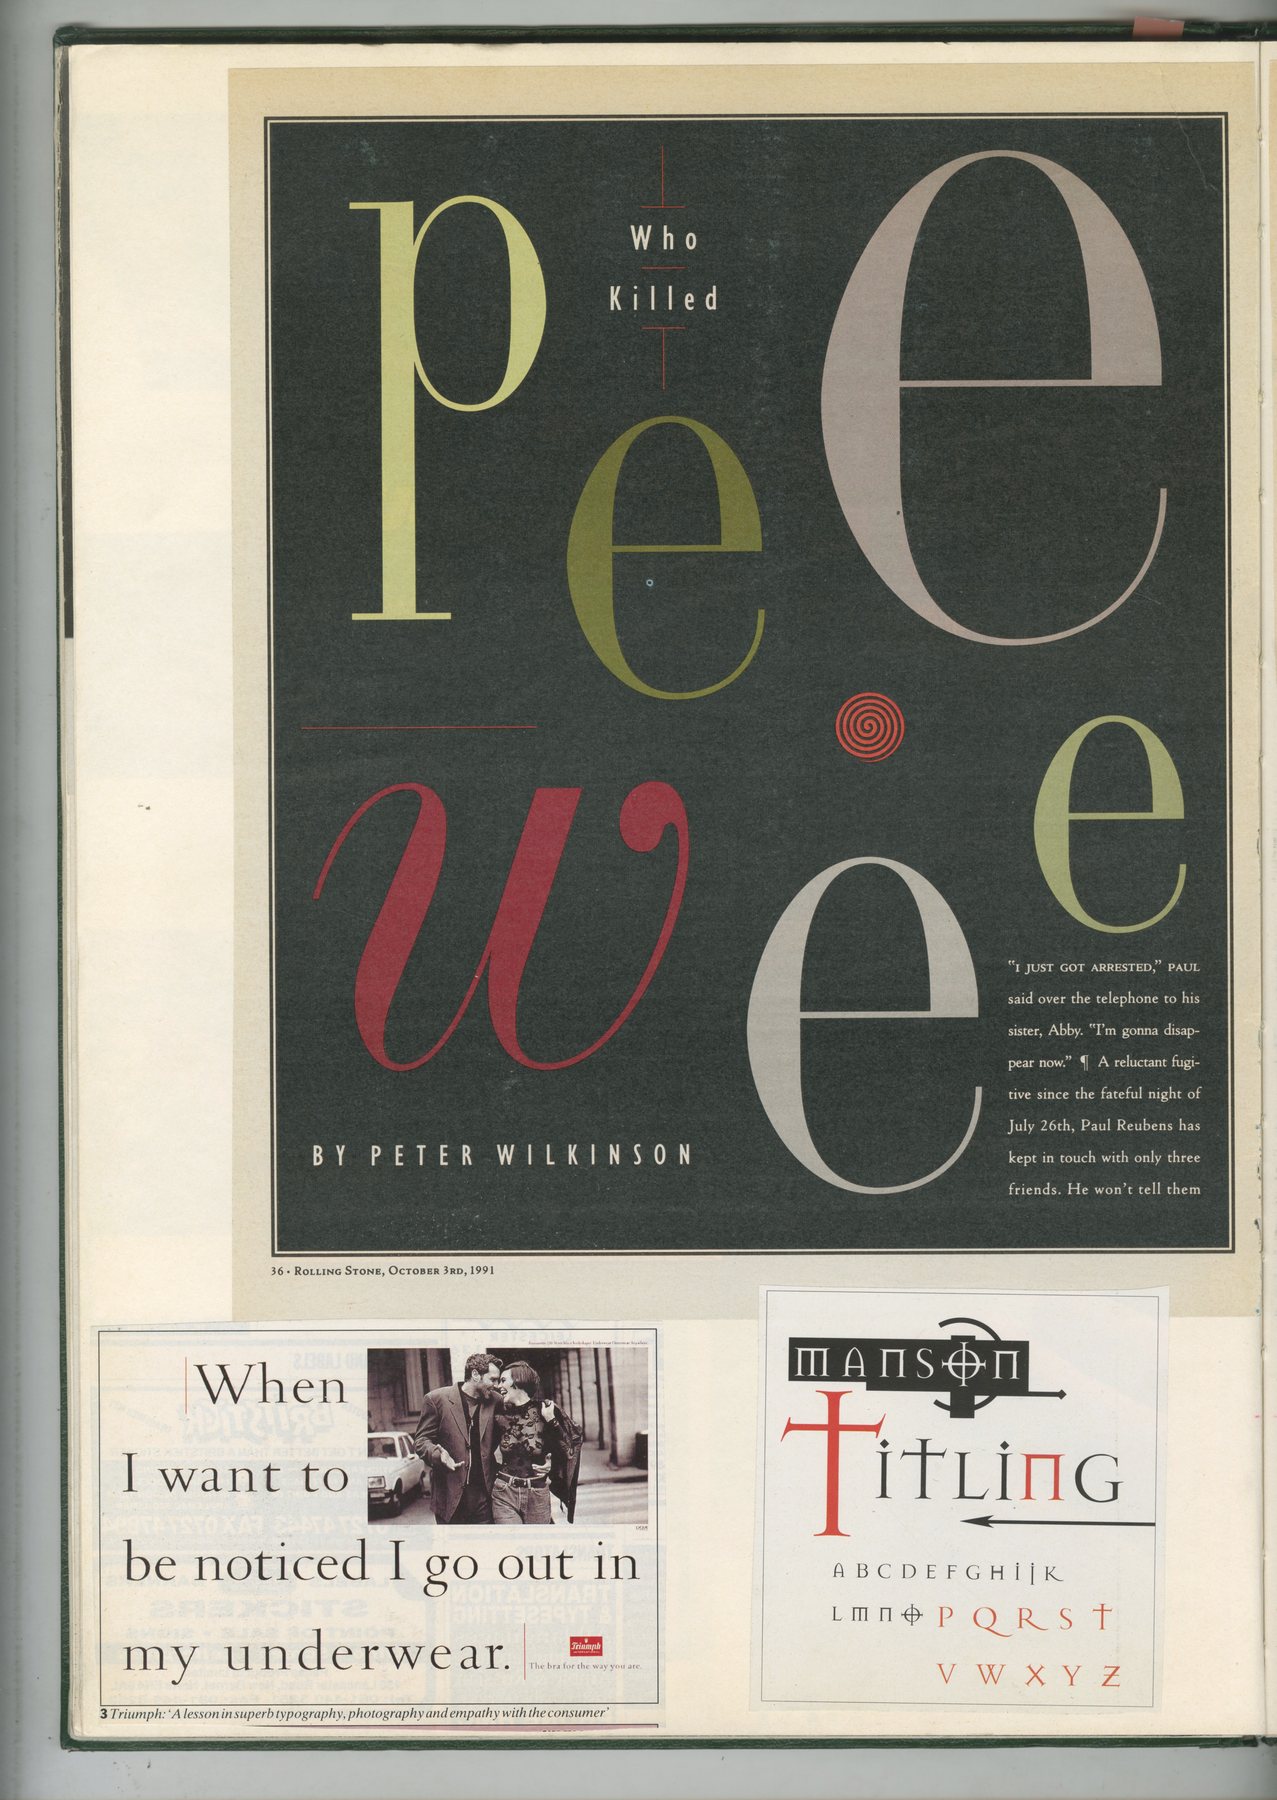 Who
Killed
pee
wee
BY PETER WILKINSON
"I JUST GOT ARRESTED," PAUL
said over the telephone to his
sister, Abby. "I'm gonna disap-
pear now." ¶ A reluctant fugi-
tive since the fateful night of
July 26th, Paul Reubens has
kept in touch with only three
friends. He won't tell them
36 • ROLLING STONE, OCTOBER 3RD, 1991
When
I want to
be noticed I go out in
my underwear.
Triumph
INTERNATIONAL
The bra for the way you are.
3 Triumph: 'A lesson in superb typography, photography and empathy with the consumer'
MANSON
TiTLiNG
A B C D E F G H i j K
L M N O P Q R S T
V W X Y Z